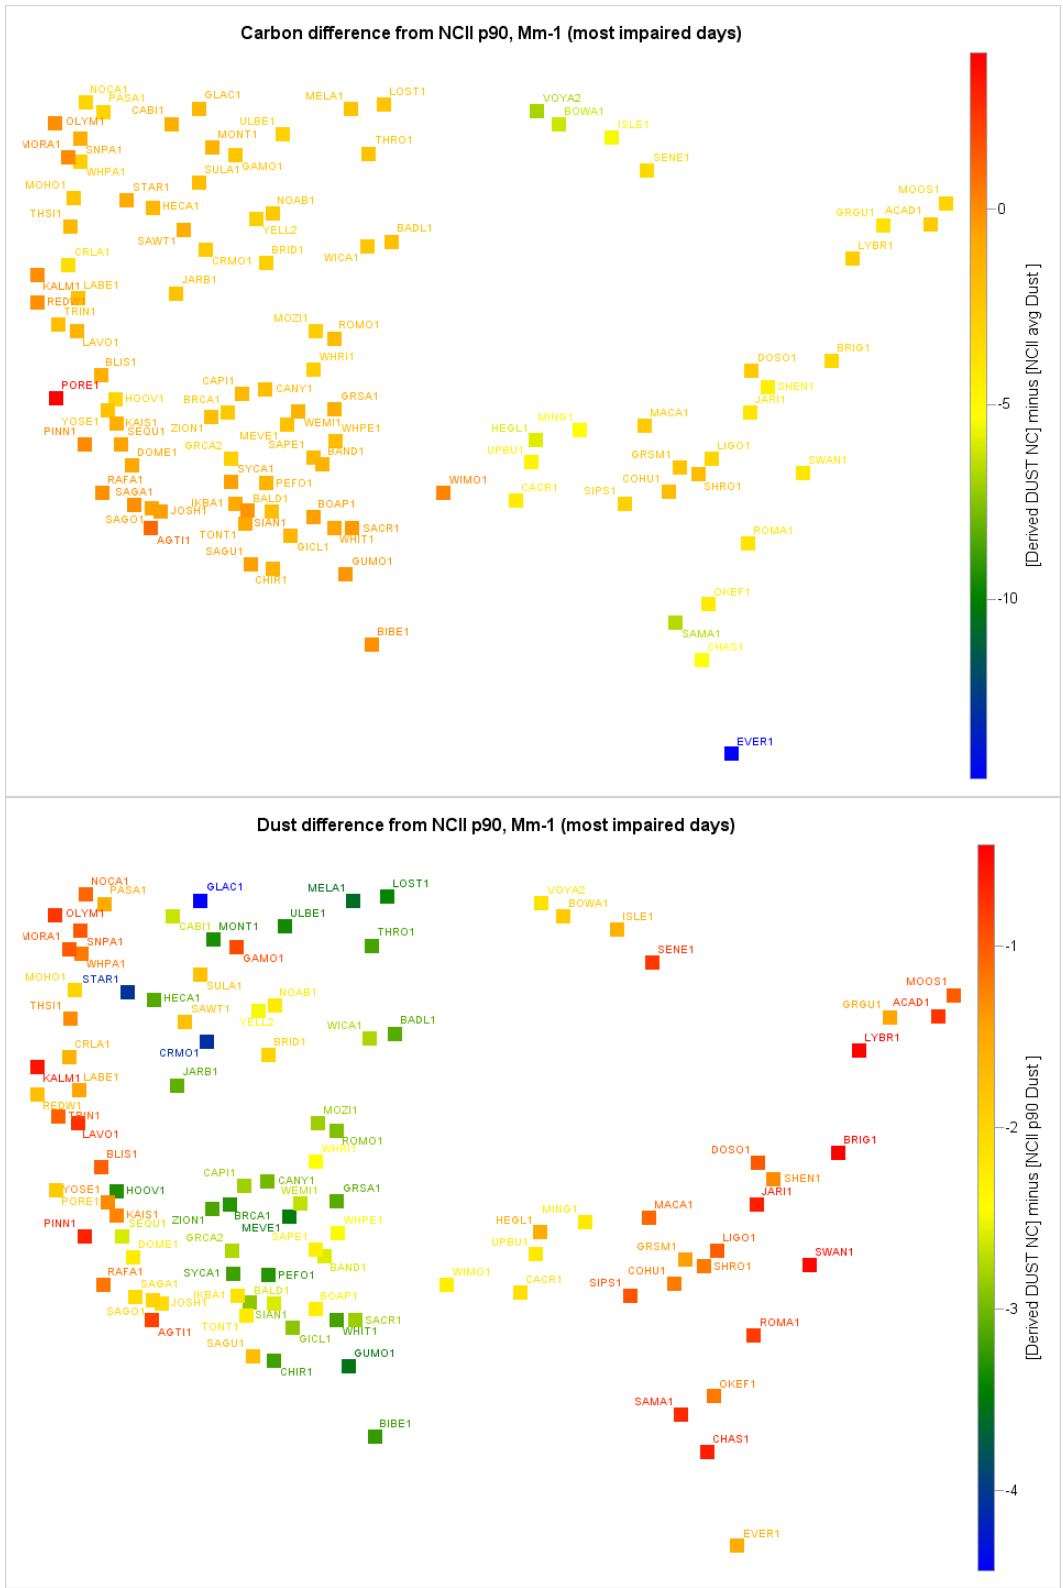 Carbon difference from NCII p90, Mm-1 (most impaired days)
NOCA1
PASA1
GLAC1
MELA1
LOST1
VOYA2
CABI1
BOWA1
OLYM1
ULBE1
ISLE1
MORA1
SNPA1
MONT1
THRO1
WHPA1
GAMO1
SENE1
SULA1
MOHO1
STAR1
HECA1
NOAB1
MOOS1
THSI1
GRGU1
ACAD1
SAWT1
YELL2
BADL1
CRLA1
CRMO1
BRID1
WICA1
LYBR1
KALM1
LABE1
JARB1
REDW1
TRIN1
MOZI1
ROMO1
LAVO1
BLIS1
WHRI1
DOSO1
BRIG1
PORE1
CAPI1
CANY1
SHEN1
HOOV1
BRCA1
GRSA1
JARI1
YOSE1
KAIS1
ZION1
WEMI1
MING1
MACA1
PINN1
SEQU1
MEVE1
WHPE1
HEGL1
DOME1
GRCA2
SAPE1
BAND1
UPBU1
GRSM1
LIGO1
SWAN1
RAFA1
SYCA1
PEFO1
WIMO1
COHU1
SHRO1
SAGA1
IKBA1
BALD1
BOAP1
CACR1
SIPS1
SAGO1
JOSH1
SIAN1
SACR1
AGTI1
TONT1
GICL1
WHIT1
ROMA1
SAGU1
CHIR1
GUMO1
OKEF1
BIBE1
SAMA1
CHAS1
EVER1
0
-5
-10
[Derived DUST NC] minus [NCII avg Dust ]
Dust difference from NCII p90, Mm-1 (most impaired days)
NOCA1
PASA1
GLAC1
MELA1
LOST1
VOYA2
BOWA1
OLYM1
CABI1
ULBE1
ISLE1
MORA1
SNPA1
MONT1
THRO1
WHPA1
GAMO1
SENE1
MOHO1
STAR1
SULA1
HECA1
NOAB1
MOOS1
THSI1
SAWT1
YELL2
BADL1
GRGU1
ACAD1
CRLA1
CRMO1
BRID1
WICA1
LYBR1
KALM1
LABE1
JARB1
REDW1
TRIN1
MOZI1
LAVO1
ROMO1
BLIS1
WHRI1
DOSO1
BRIG1
CAPI1
CANY1
SHEN1
YOSE1
HOOV1
WEMI1
GRSA1
JARI1
PORE1
KAIS1
ZION1
BRCA1
MING1
MACA1
PINN1
SEQU1
MEVE1
WHPE1
HEGL1
DOME1
GRCA2
SAPE1
BAND1
UPBU1
GRSM1
LIGO1
SWAN1
RAFA1
SYCA1
PEFO1
WIMO1
COHU1
SHRO1
SAGA1
IKBA1
BALD1
BOAP1
CACR1
SIPS1
SAGO1
JOSH1
SIAN1
SACR1
AGTI1
TONT1
GICL1
WHIT1
ROMA1
SAGU1
CHIR1
GUMO1
OKEF1
BIBE1
SAMA1
CHAS1
EVER1
-1
-2
-3
-4
[Derived DUST NC] minus [NCII p90 Dust ]